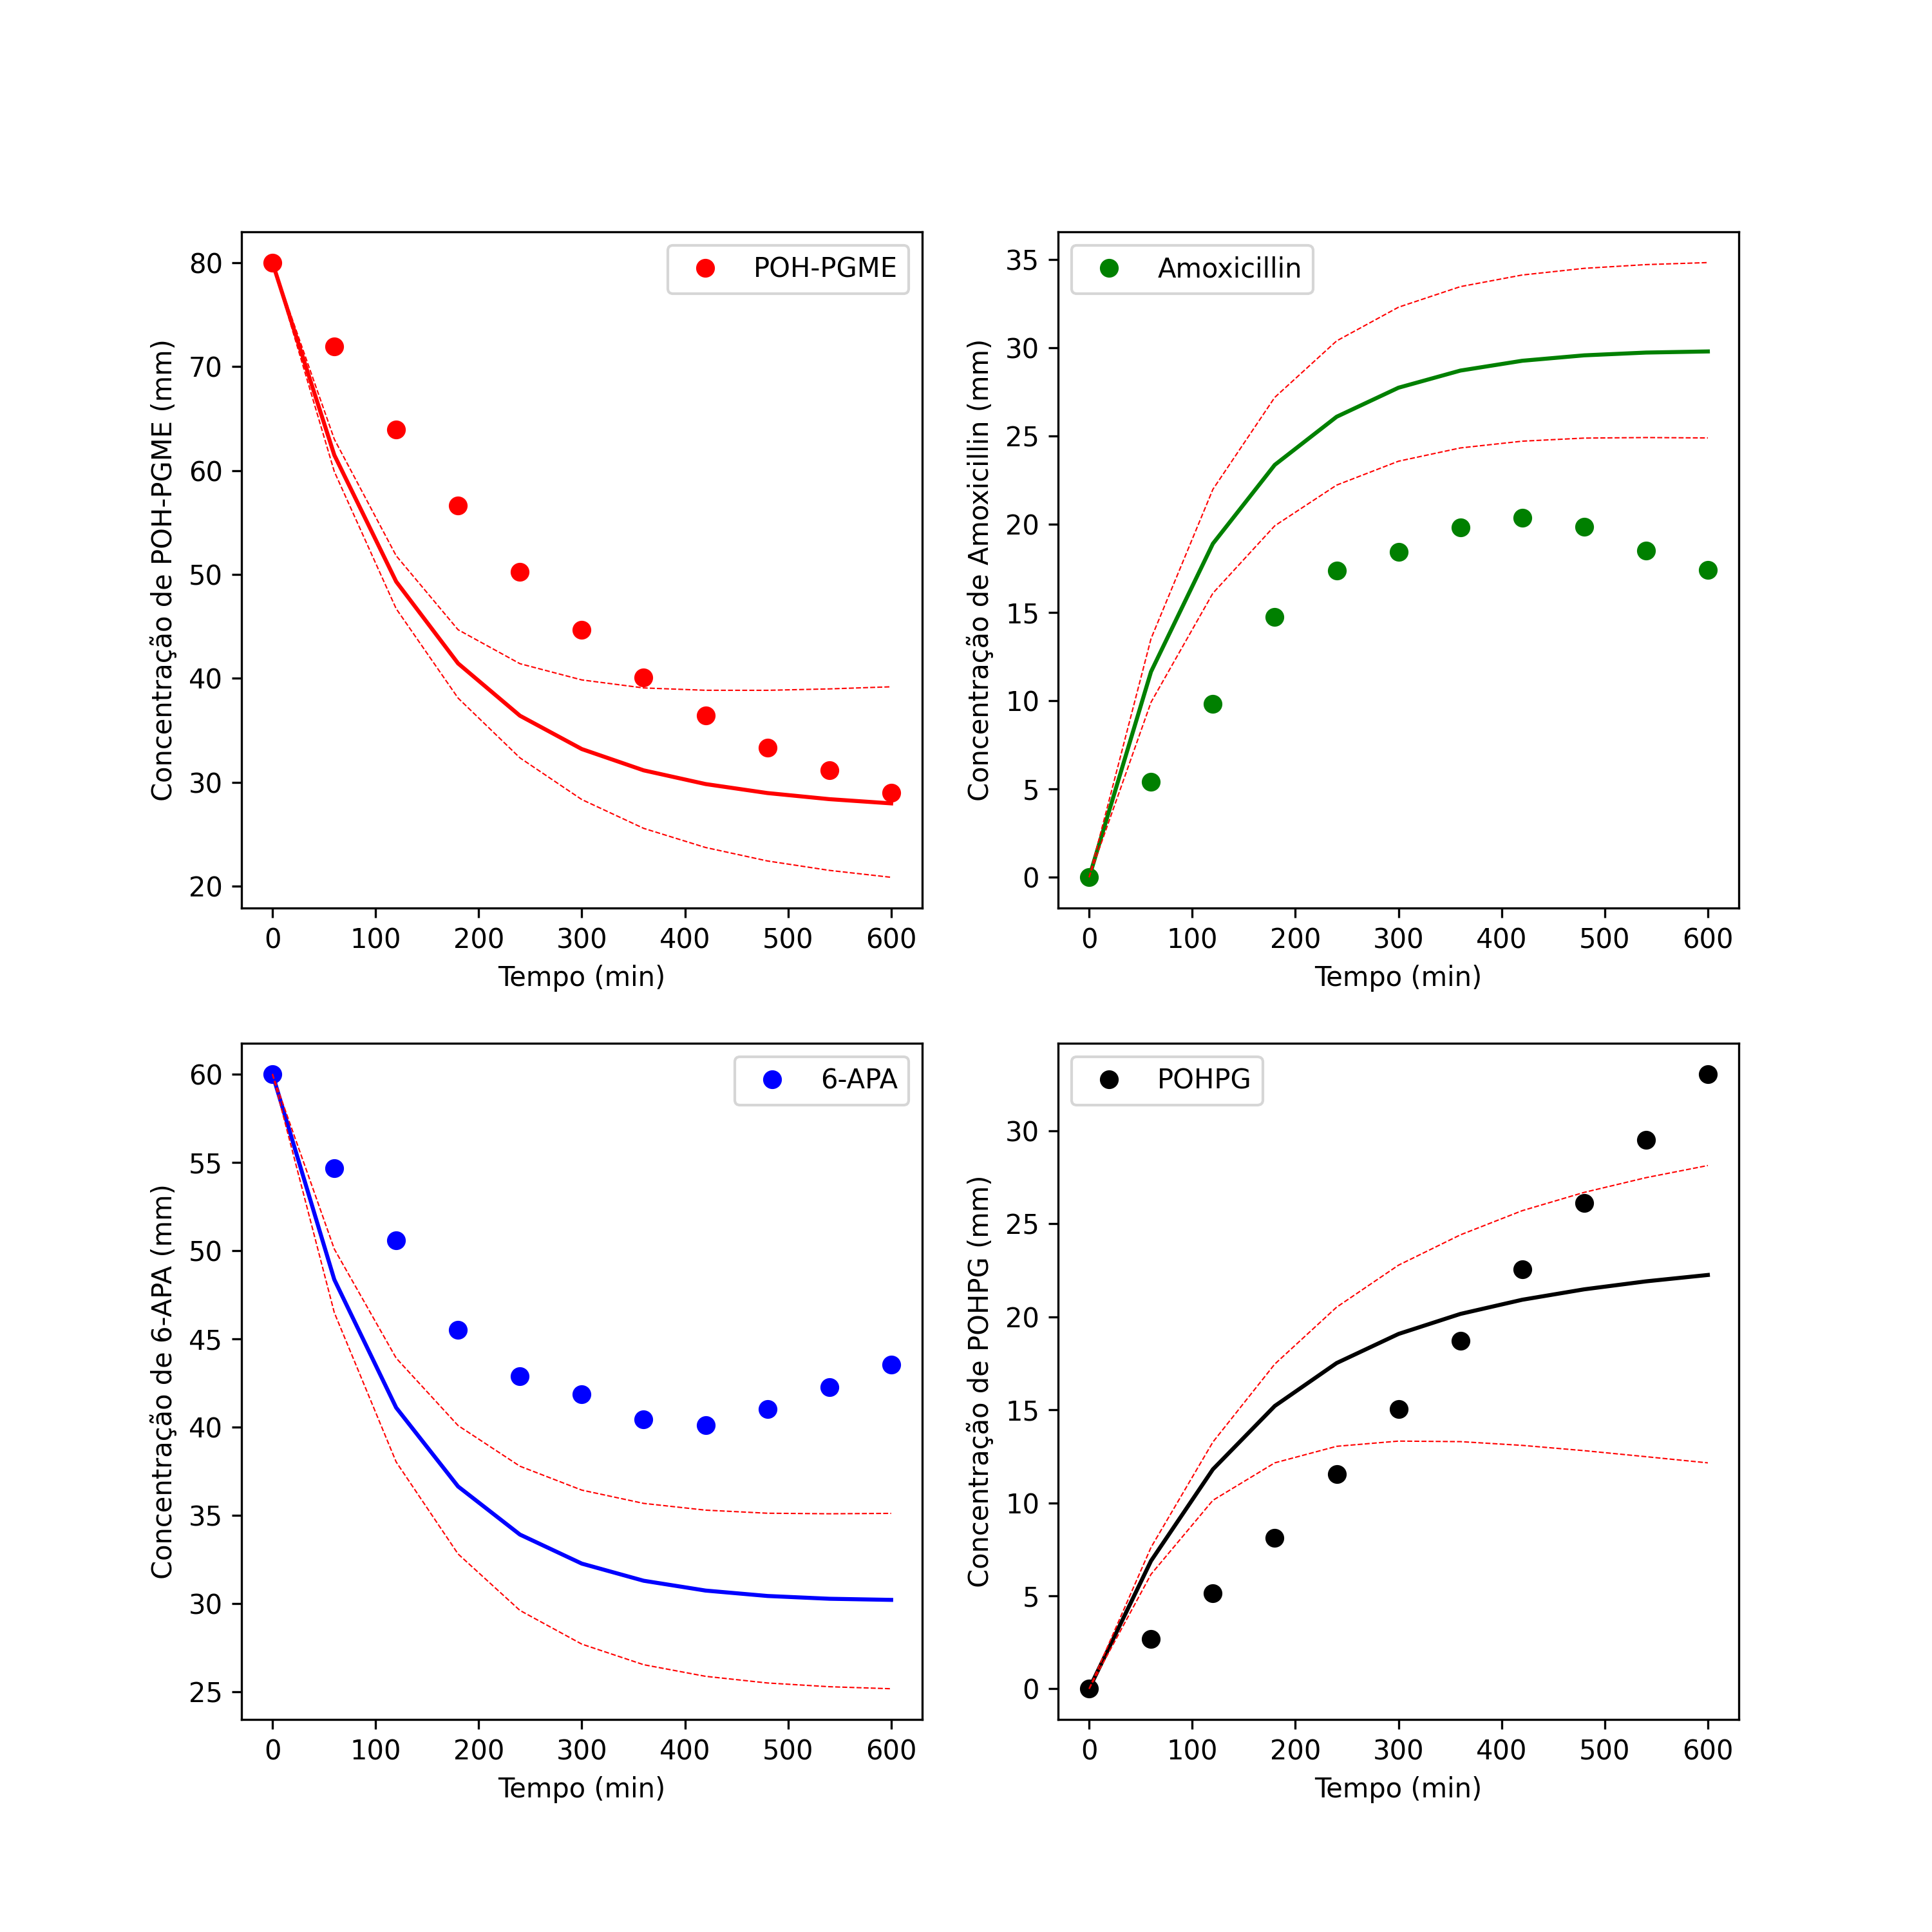 POH-PGME
80
70
60
50
40
30
20
Concentração de POH-PGME (mm)
0 100 200 300 400 500 600
Tempo (min)
Amoxicillin
35
30
25
20
15
10
5
0
Concentração de Amoxicillin (mm)
0 100 200 300 400 500 600
Tempo (min)
6-APA
60
55
50
45
40
35
30
25
Concentração de 6-APA (mm)
0 100 200 300 400 500 600
Tempo (min)
POHPG
30
25
20
15
10
5
0
Concentração de POHPG (mm)
0 100 200 300 400 500 600
Tempo (min)